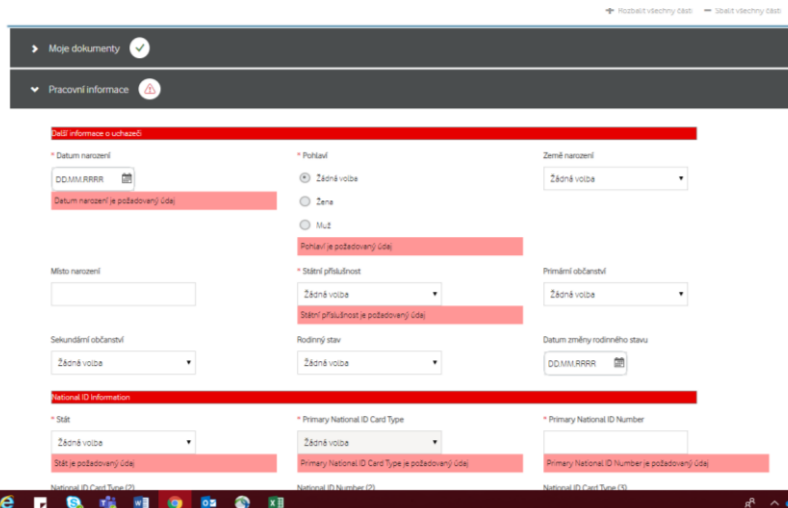 Rozbalit všechny části Sbalit všechny části
Moje dokumenty
Pracovní informace
Další informace o uchazeči
* Datum narození * Pohlaví Země narození
DD.MM.RRRR Žádná volba Žádná volba
Datum narození je požadovaný údaj
Žena
Muž
Pohlaví je požadovaný údaj
Místo narození * Státní příslušnost Primární občanství
Žádná volba Žádná volba
Státní příslušnost je požadovaný údaj
Sekundární občanství Rodinný stav Datum změny rodinného stavu
Žádná volba Žádná volba DD.MM.RRRR
National ID Information
* Stát * Primary National ID Card Type * Primary National ID Number
Žádná volba Žádná volba
Stát je požadovaný údaj Primary National ID Card Type je požadovaný údaj Primary National ID Number je požadovaný údaj
National ID Card Type (2) National ID Number (2) National ID Card Type (3)